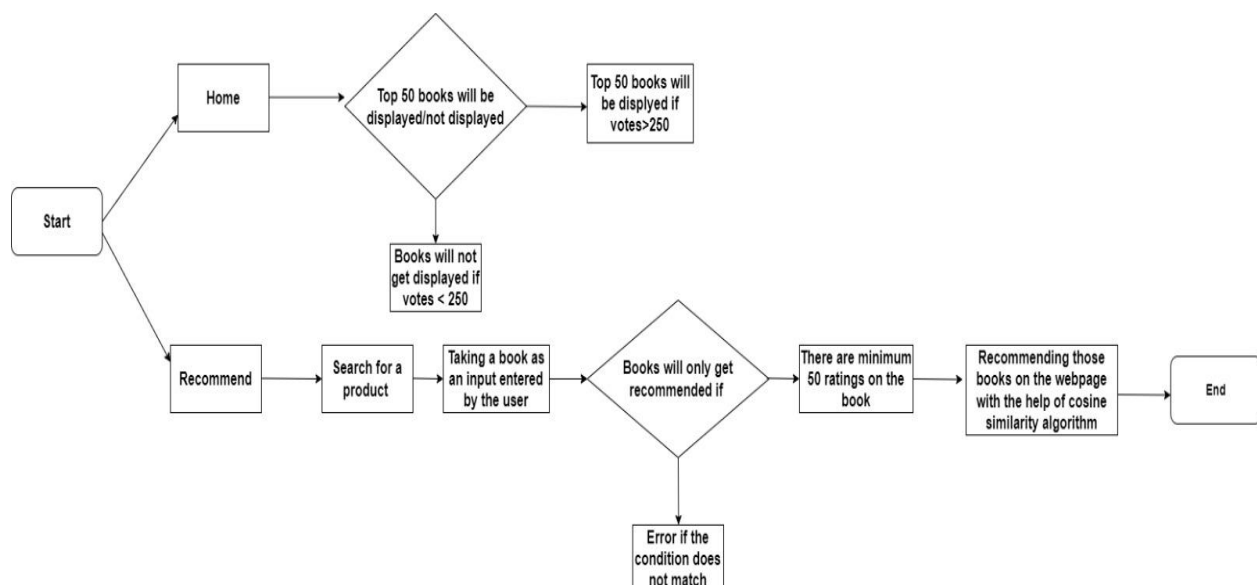 Home
Top 50 books will be
displayed/not displayed
Top 50 books will
be displyed if
votes>250
Start
Books will not
get displayed if
votes < 250
Recommend
Search for a
product
Taking a book as
an input entered
by the user
Books will only get
recommended if
There are minimum
50 ratings on the
book
Recommending those
books on the webpage
with the help of cosine
similarity algorithm
End
Error if the
condition does
not match